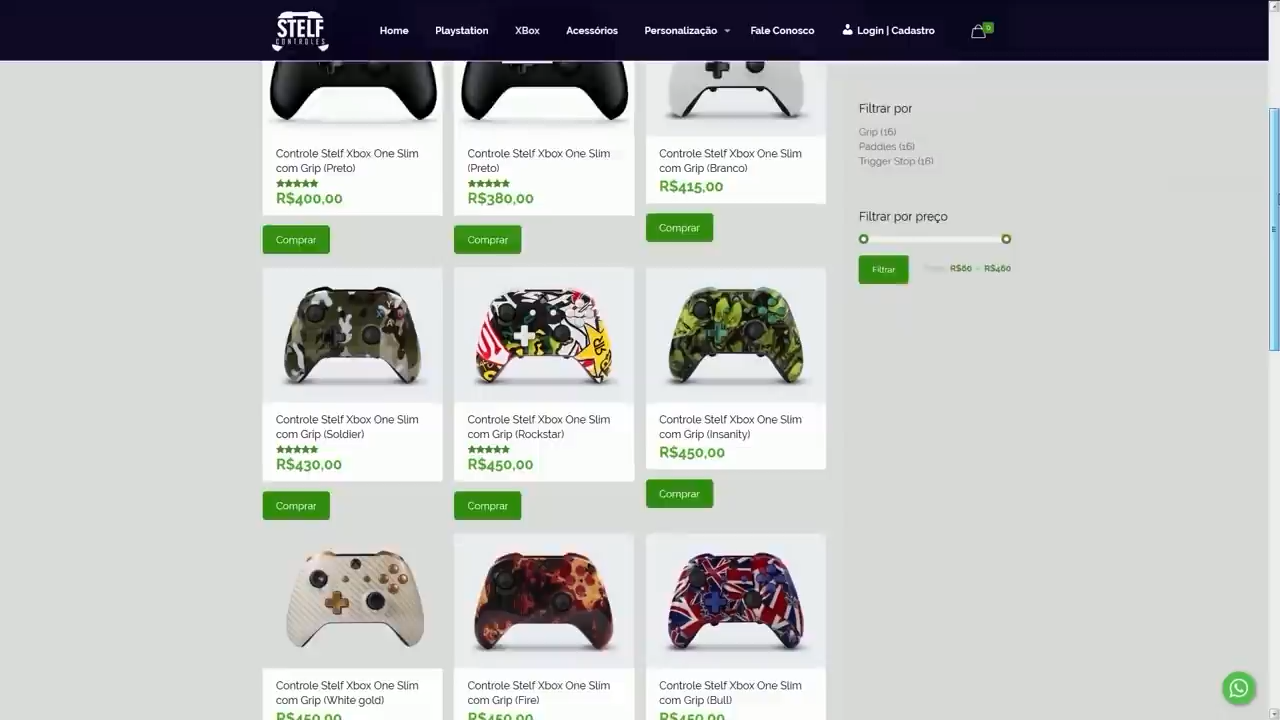 STELF
CONTROLES
Home
Playstation
XBox
Acessórios
Personalização
Fale Conosco
Login | Cadastro
0
Controle Stelf Xbox One Slim
com Grip (Preto)
R$400,00
Comprar
Controle Stelf Xbox One Slim
(Preto)
R$380,00
Comprar
Controle Stelf Xbox One Slim
com Grip (Branco)
R$415,00
Comprar
Filtrar por
Grip (16)
Paddles (16)
Trigger Stop (16)
Filtrar por preço
Filtrar
R$60 - R$460
Controle Stelf Xbox One Slim
com Grip (Soldier)
R$430,00
Comprar
Controle Stelf Xbox One Slim
com Grip (Rockstar)
R$450,00
Comprar
Controle Stelf Xbox One Slim
com Grip (Insanity)
R$450,00
Comprar
Controle Stelf Xbox One Slim
com Grip (White gold)
R$450,00
Controle Stelf Xbox One Slim
com Grip (Fire)
R$450,00
Controle Stelf Xbox One Slim
com Grip (Bull)
R$450,00